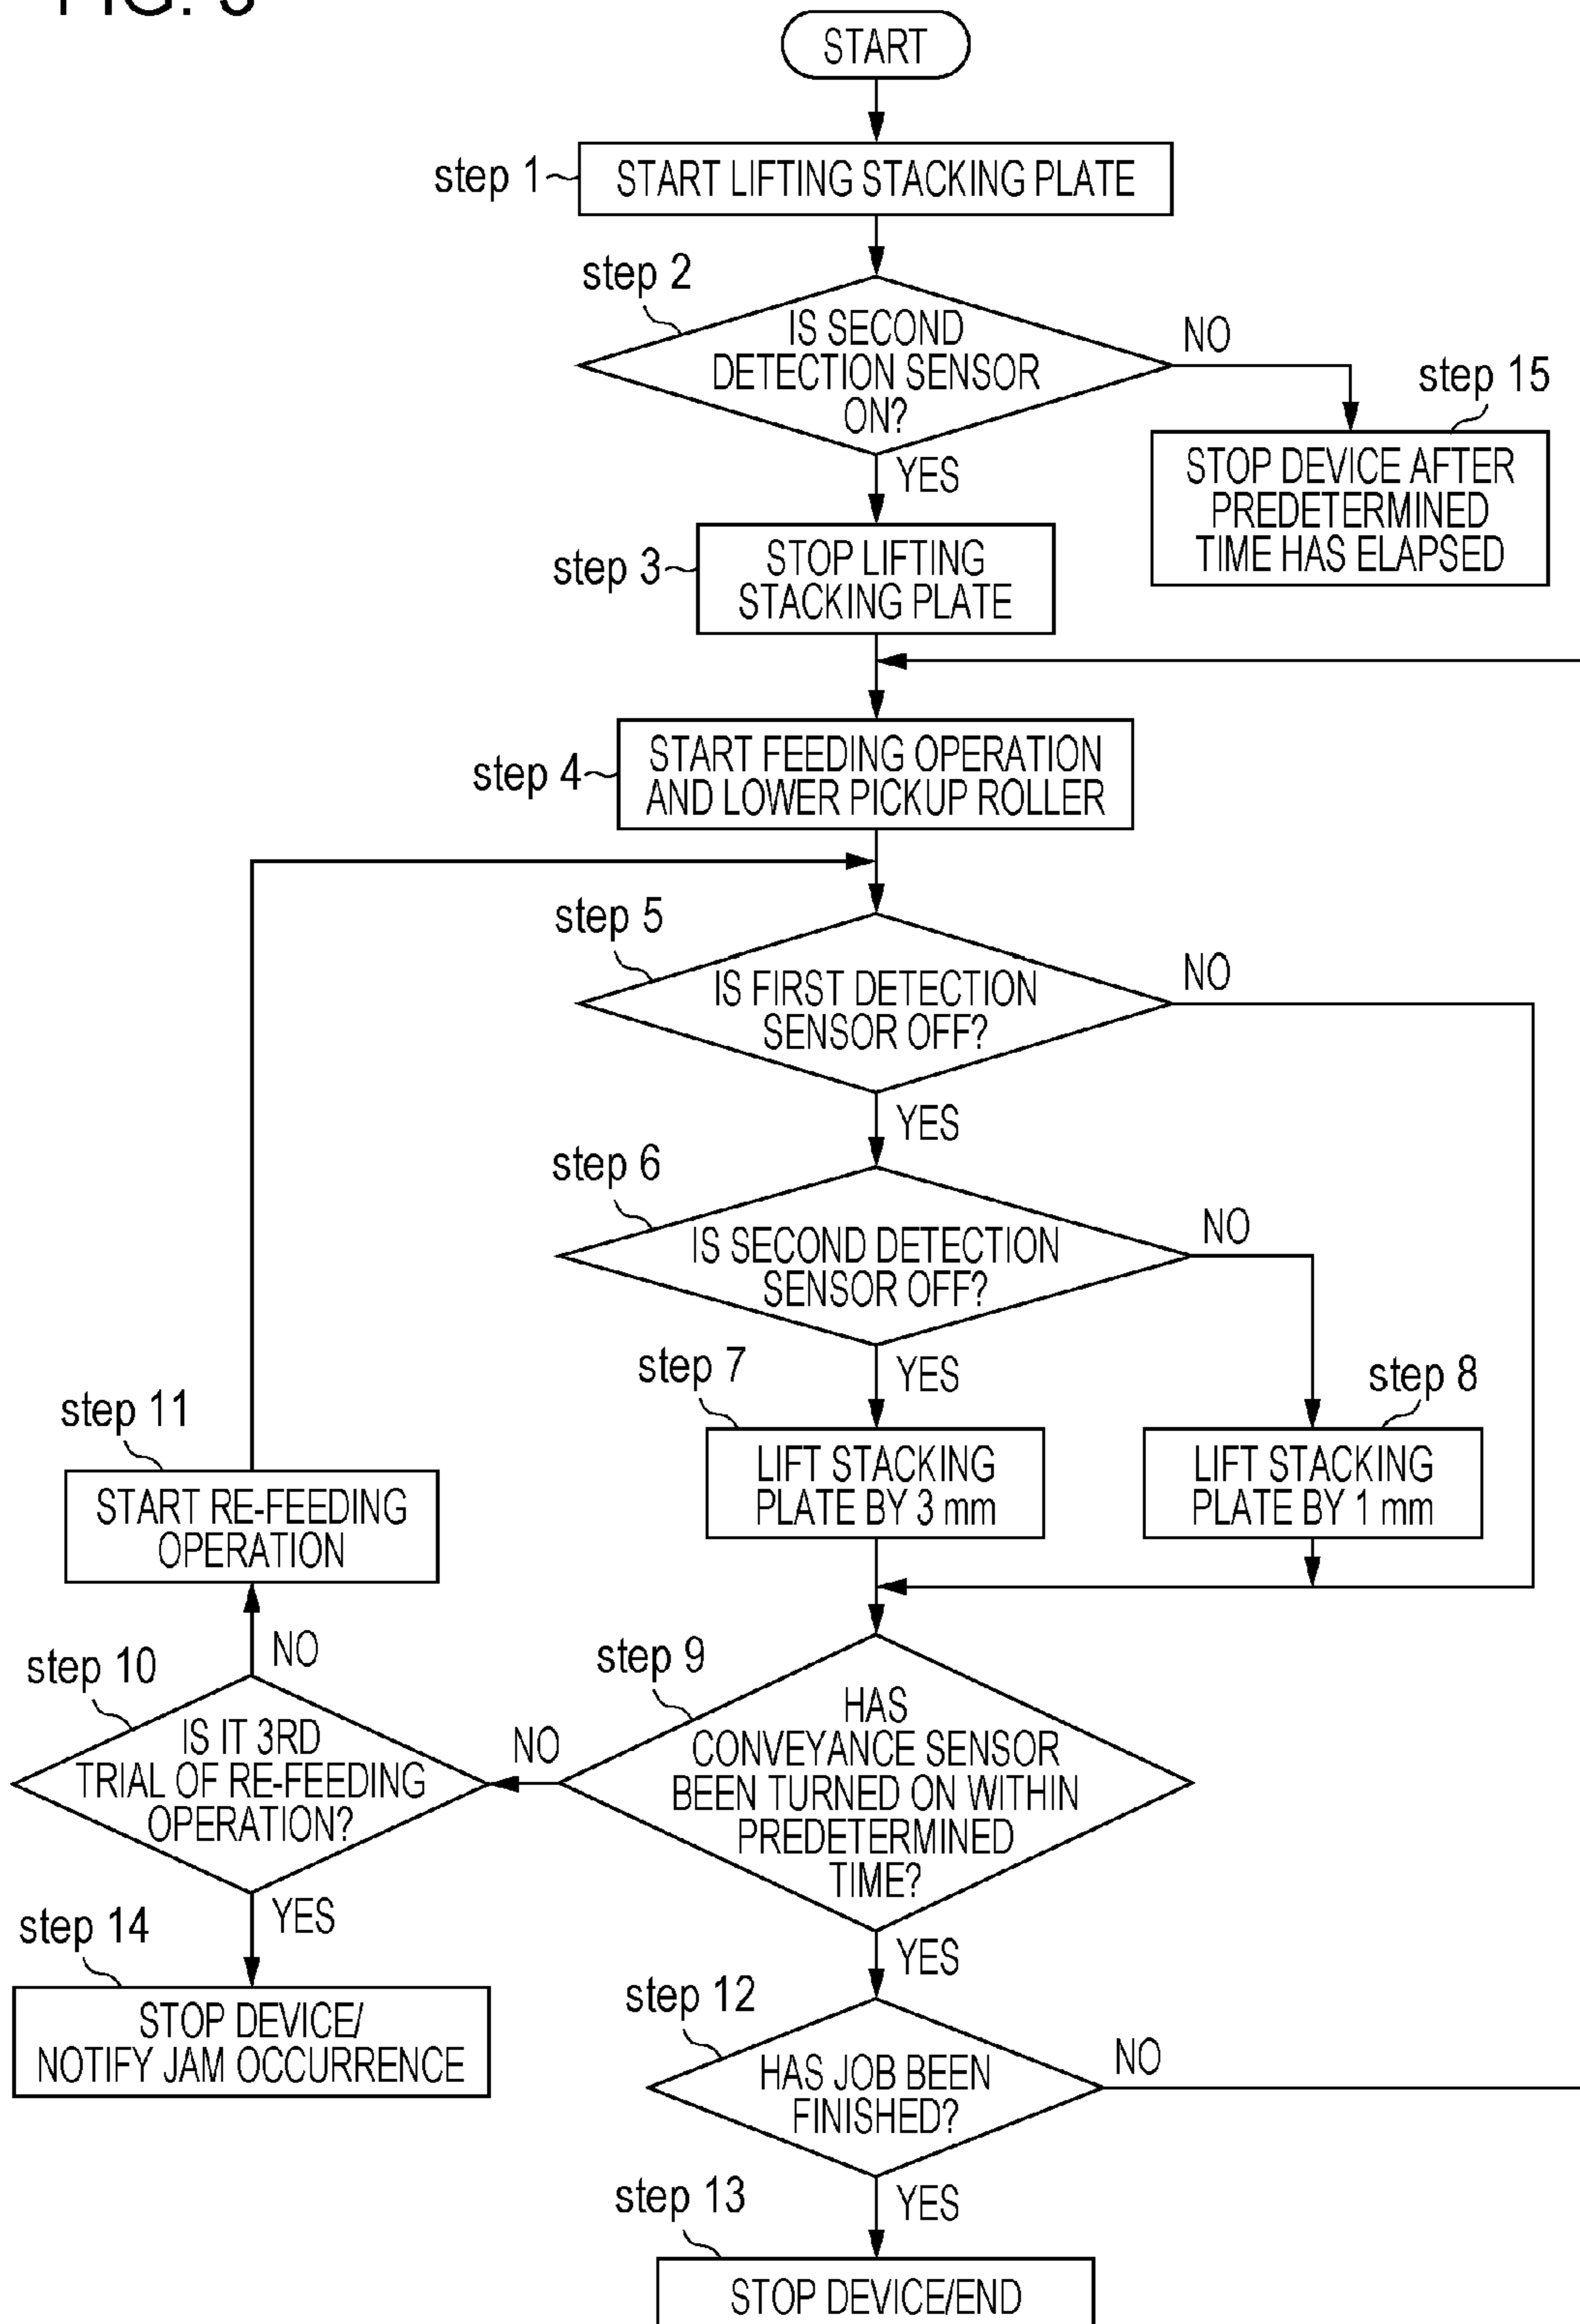 START
step 1
START LIFTING STACKING PLATE
step 2
IS SECOND
DETECTION SENSOR
ON?
NO
step 15
STOP DEVICE AFTER
PREDETERMINED
TIME HAS ELAPSED
YES
step 3
STOP LIFTING
STACKING PLATE
step 4
START FEEDING OPERATION
AND LOWER PICKUP ROLLER
step 5
IS FIRST DETECTION
SENSOR OFF?
NO
YES
step 6
IS SECOND DETECTION
SENSOR OFF?
NO
YES
step 7
LIFT STACKING
PLATE BY 3 mm
step 8
LIFT STACKING
PLATE BY 1 mm
step 11
START RE-FEEDING
OPERATION
NO
step 10
IS IT 3RD
TRIAL OF RE-FEEDING
OPERATION?
NO
step 9
HAS
CONVEYANCE SENSOR
BEEN TURNED ON WITHIN
PREDETERMINED
TIME?
YES
step 14
STOP DEVICE/
NOTIFY JAM OCCURRENCE
YES
step 12
HAS JOB BEEN
FINISHED?
NO
YES
step 13
STOP DEVICE/END